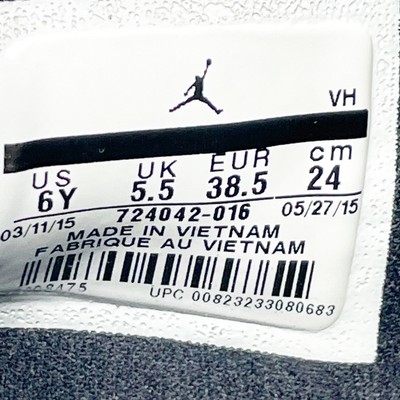 VH
US UK EUR cm
6Y 5.5 38.5 24
03/11/15 724042-016 05/27/15
MADE IN VIETNAM
FABRIQUE AU VIETNAM
8475
UPC 00823233080683